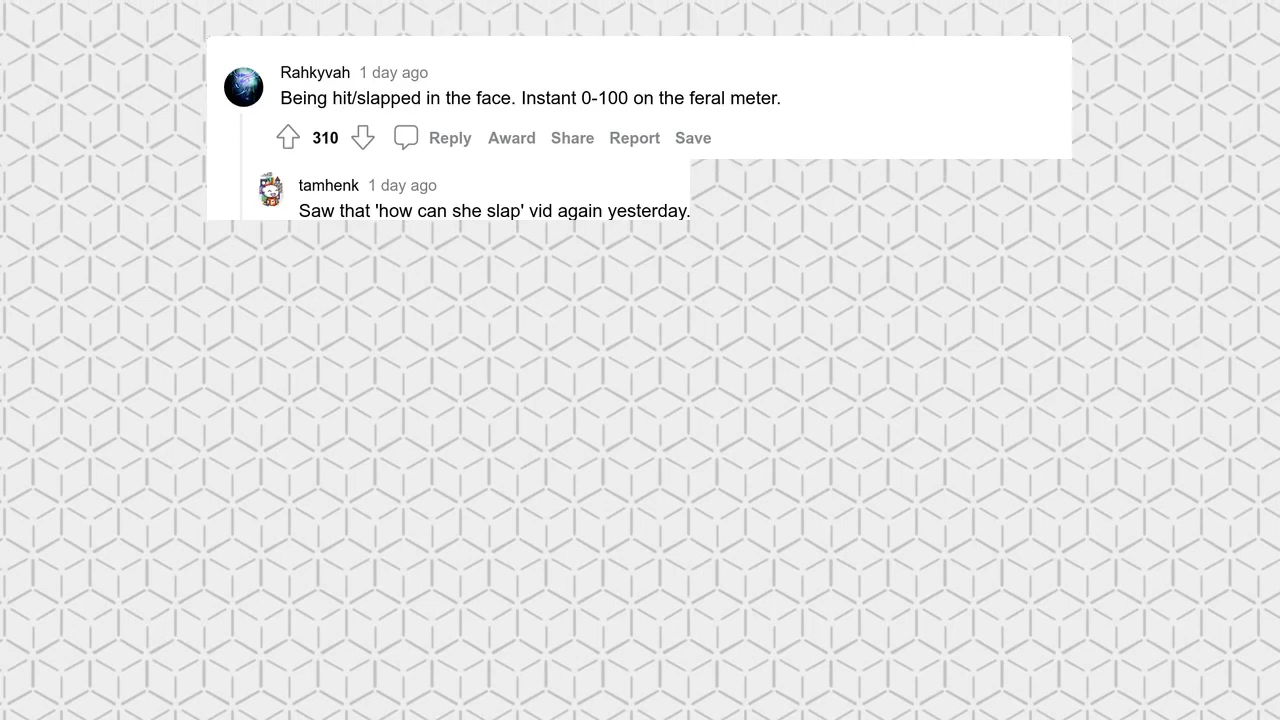 Rahkyvah 1 day ago
Being hit/slapped in the face. Instant 0-100 on the feral meter.
310 Reply Award Share Report Save
tamhenk 1 day ago
Saw that 'how can she slap' vid again yesterday.